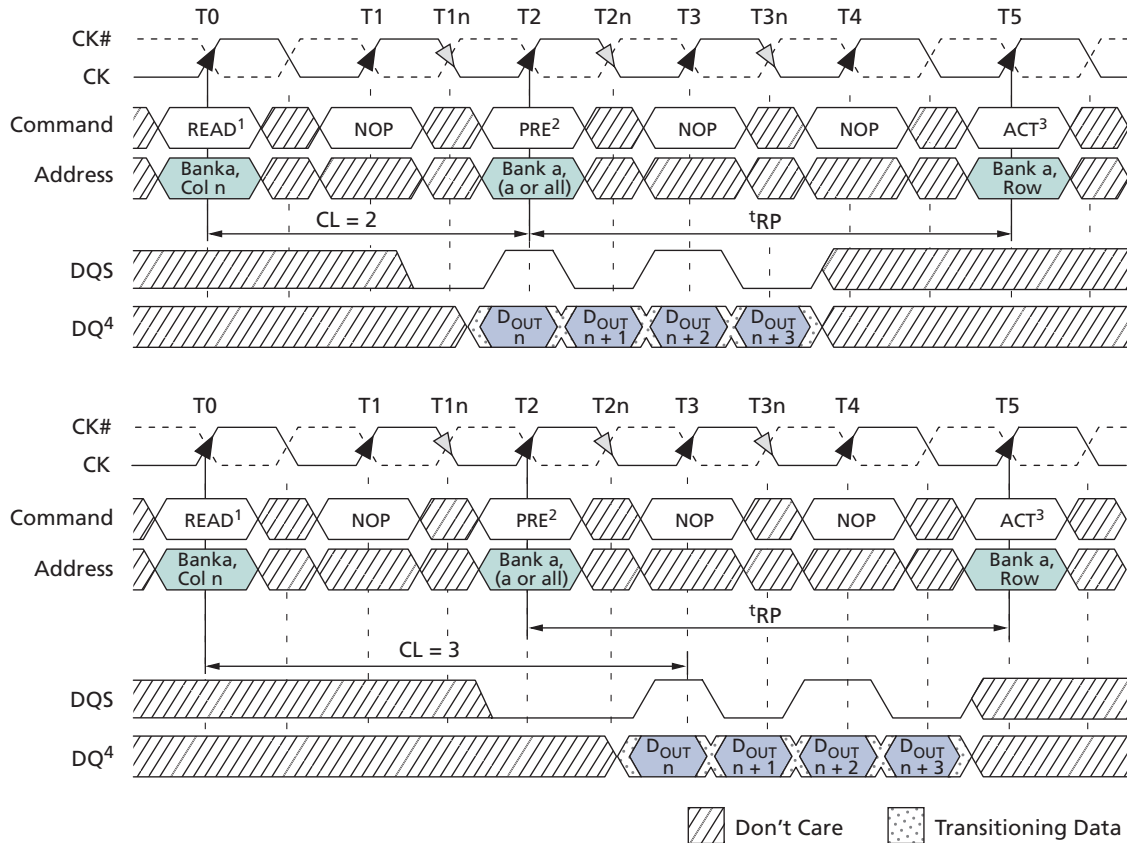 T0 T1 T1n T2 T2n T3 T3n T4 T5
CK#
CK
Command READ1 NOP PRE2 NOP NOP ACT3
Address Banka, Col n Bank a, (a or all) Bank a, Row
CL = 2 tRP
DQS
DQ4 DOUT n DOUT n + 1 DOUT n + 2 DOUT n + 3
T0 T1 T1n T2 T2n T3 T3n T4 T5
CK#
CK
Command READ1 NOP PRE2 NOP NOP ACT3
Address Banka, Col n Bank a, (a or all) Bank a, Row
tRP
CL = 3
DQS
DQ4 DOUT n DOUT n + 1 DOUT n + 2 DOUT n + 3
Don't Care Transitioning Data